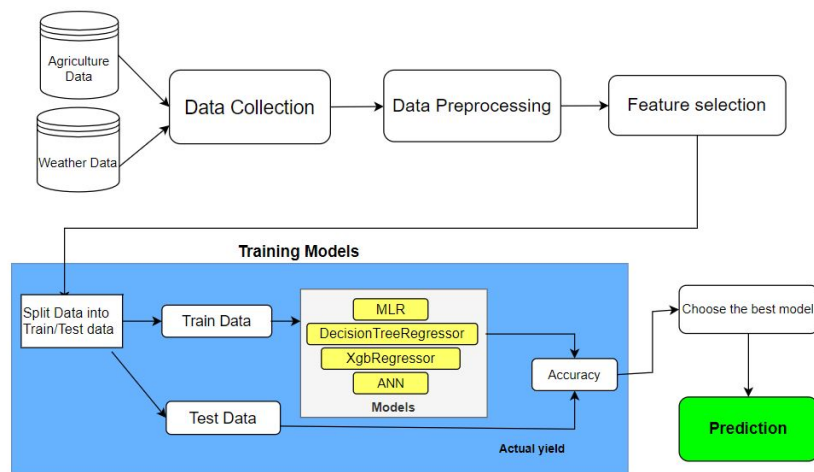 Agriculture
Data
Weather Data
Data Collection
Data Preprocessing
Feature selection
Training Models
Split Data into
Train/Test data
Train Data
Test Data
MLR
DecisionTreeRegressor
XgbRegressor
ANN
Models
Actual yield
Accuracy
Choose the best model
Prediction